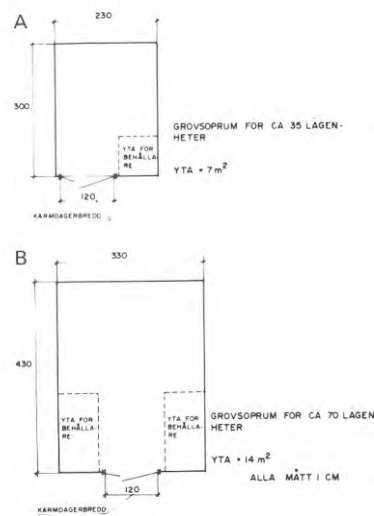 A
230
300
YTA FÖR
BEHÅLLA-
RE
GROVSOPRUM FÖR CA 35 LÄGEN-
HETER
YTA = 7 m²
120
KARMDAGERBREDD
B
330
430
YTA FÖR
BEHÅLLA-
RE
YTA FÖR
BEHÅLLA-
RE
GROVSOPRUM FÖR CA 70 LÄGEN
HETER
YTA = 14 m²
ALLA MÅTT I CM
120
KARMDAGERBREDD